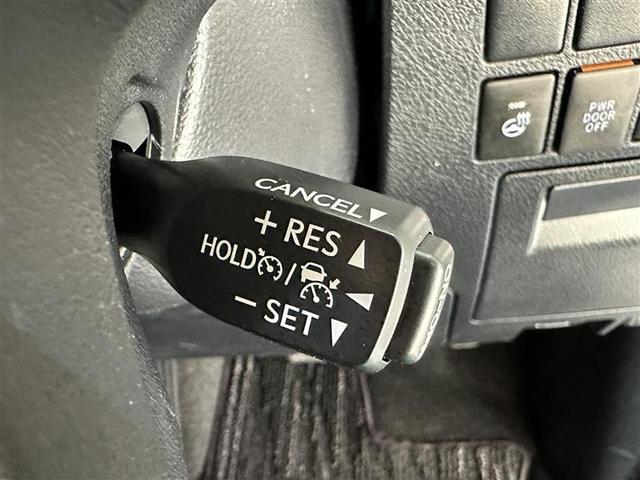 CANCEL▼
+ RES ▲
HOLD /
− SET ▼
PWR
DOOR
OFF